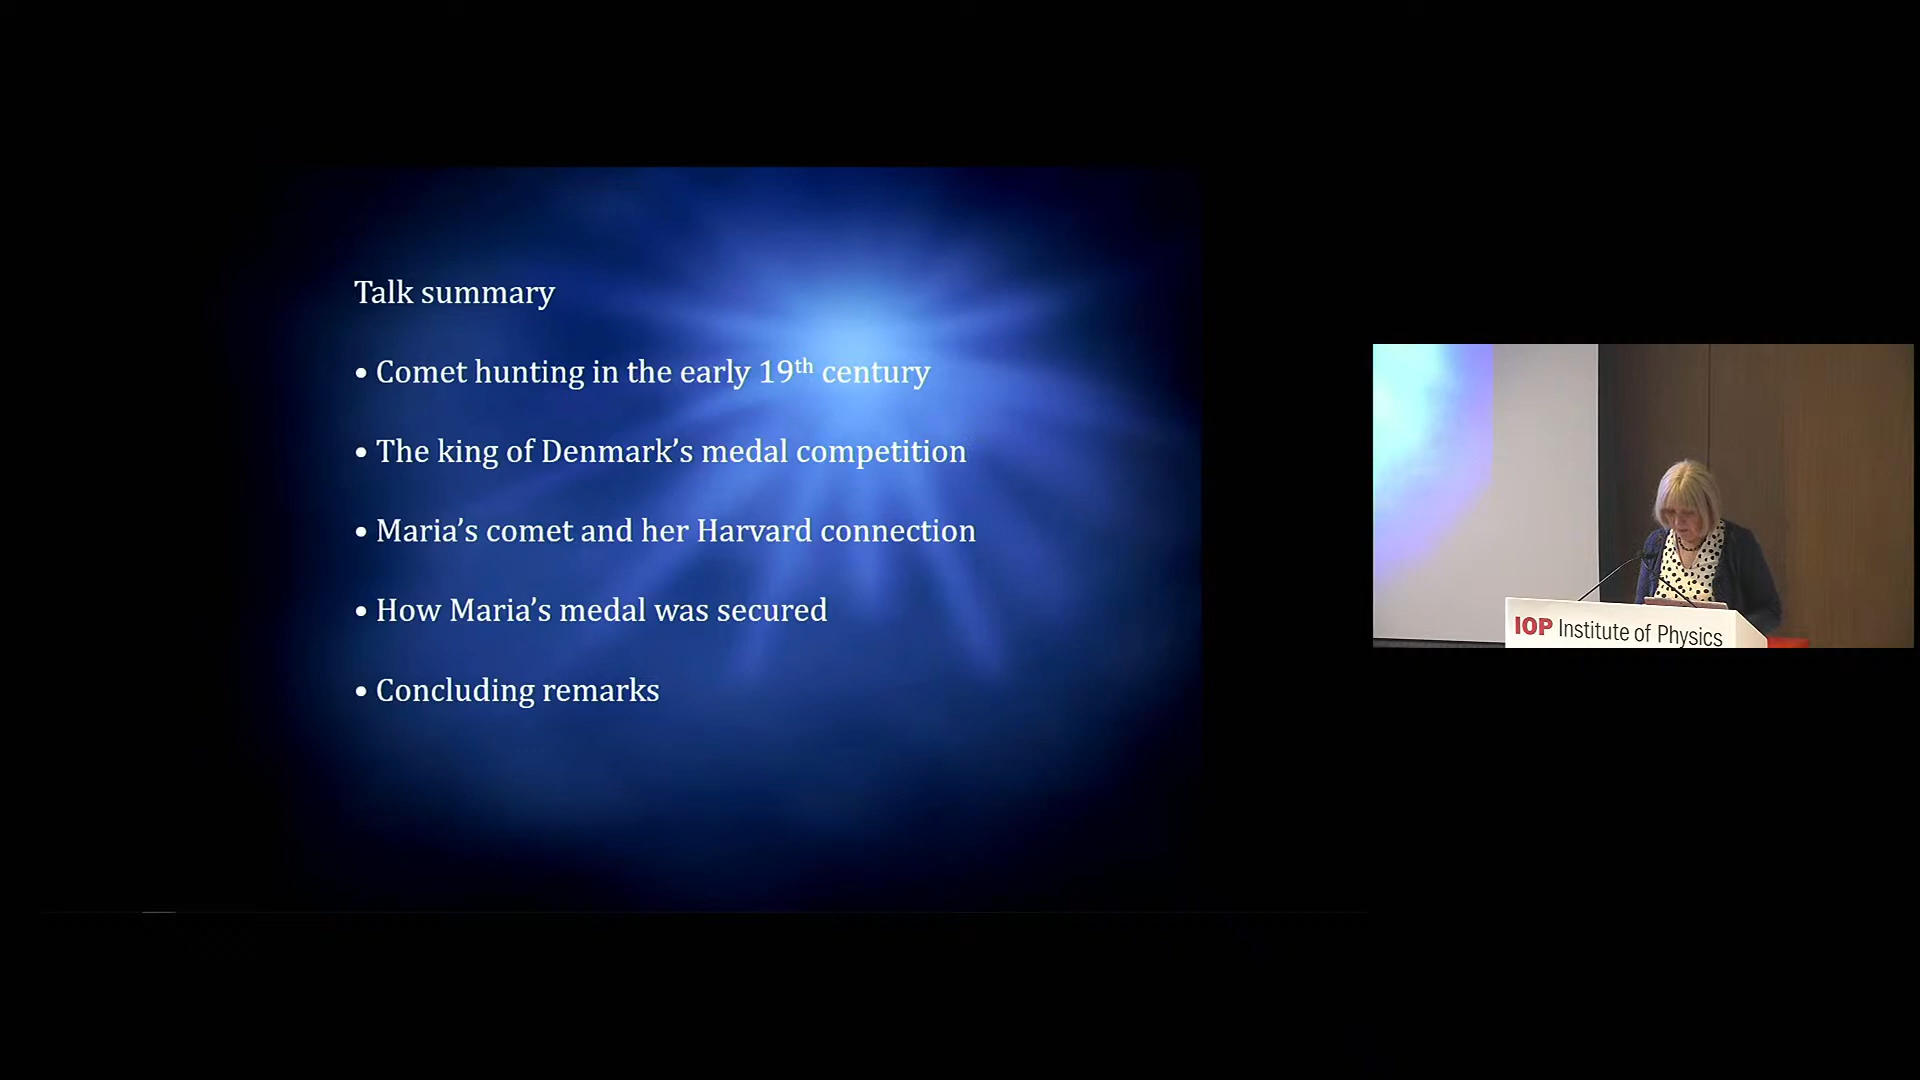 Talk summary
• Comet hunting in the early 19th century
• The king of Denmark's medal competition
• Maria's comet and her Harvard connection
• How Maria's medal was secured
• Concluding remarks
IOP Institute of Physics